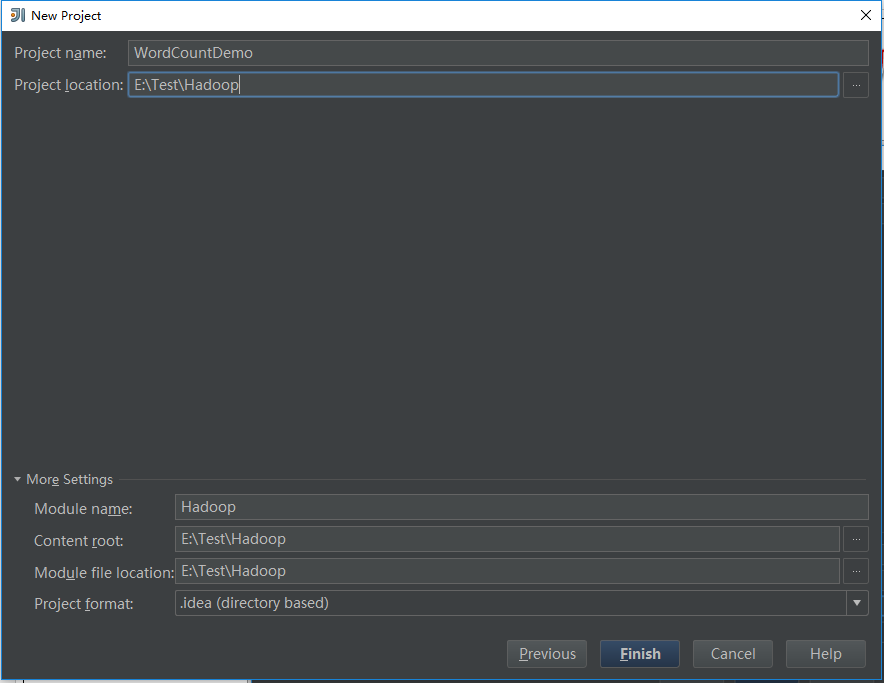 New Project
Project name: WordCountDemo
Project location: E:\Test\Hadoop ...
More Settings
Module name: Hadoop
Content root: E:\Test\Hadoop ...
Module file location: E:\Test\Hadoop ...
Project format: .idea (directory based)
Previous Finish Cancel Help